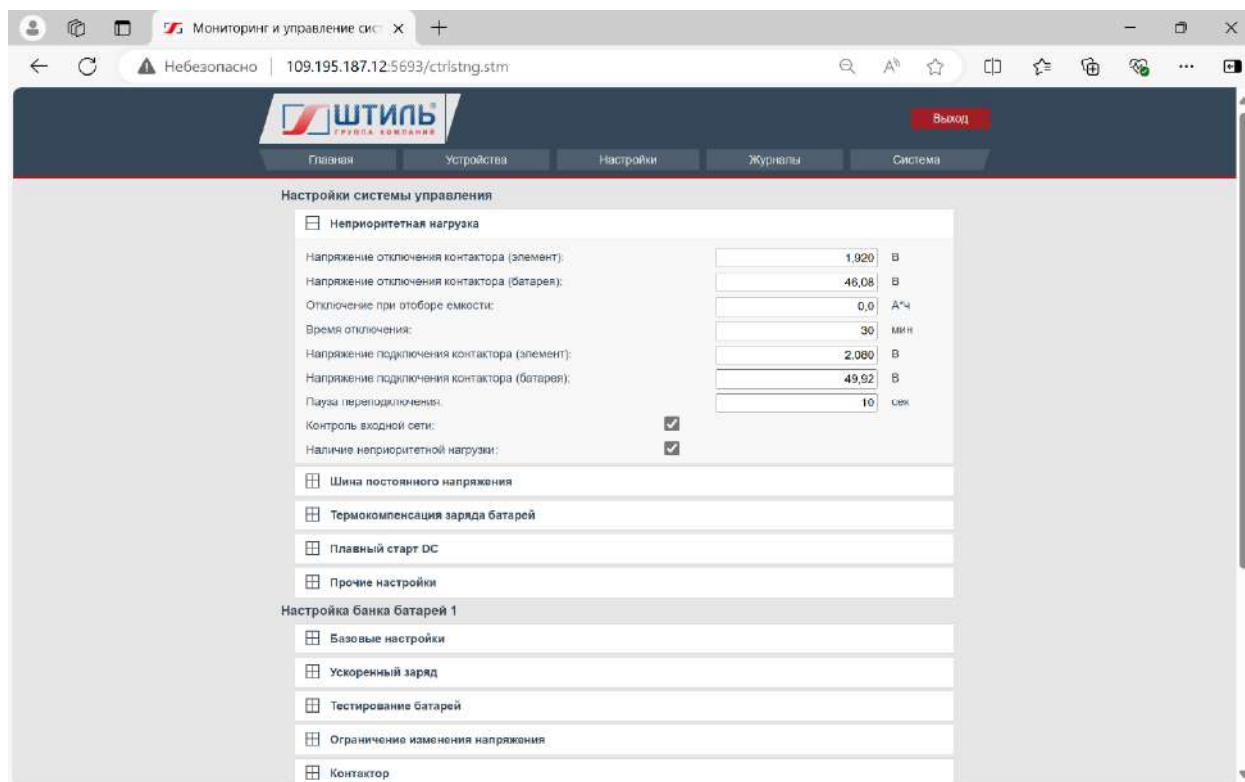 Мониторинг и управление сис
Небезопасно
109.195.187.12:5693/ctrlstng.stm
ШТИЛЬ
ГРУППА КОМПАНИЙ
Выход
Главная
Устройства
Настройки
Журналы
Система
Настройки системы управления
Неприоритетная нагрузка
Напряжение отключения контактора (элемент): 1,920 В
Напряжение отключения контактора (батарея): 46,08 В
Отключение при отборе емкости: 0,0 А*ч
Время отключения: 30 мин
Напряжение подключения контактора (элемент): 2,080 В
Напряжение подключения контактора (батарея): 49,92 В
Пауза переподключения: 10 сек
Контроль входной сети:
Наличие неприоритетной нагрузки:
Шина постоянного напряжения
Термокомпенсация заряда батарей
Плавный старт DC
Прочие настройки
Настройка банка батарей 1
Базовые настройки
Ускоренный заряд
Тестирование батарей
Ограничение изменения напряжения
Контактор